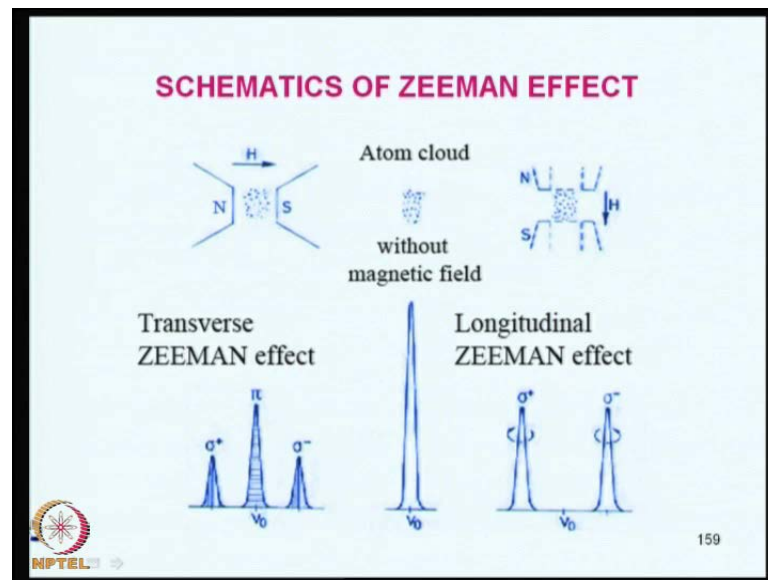 SCHEMATICS OF ZEEMAN EFFECT
H
N S
Atom cloud
without
magnetic field
N
S
H
Transverse
ZEEMAN effect
Longitudinal
ZEEMAN effect
σ⁺ π σ⁻
ν₀
ν₀
σ⁺ σ⁻
ν₀
159
NPTEL